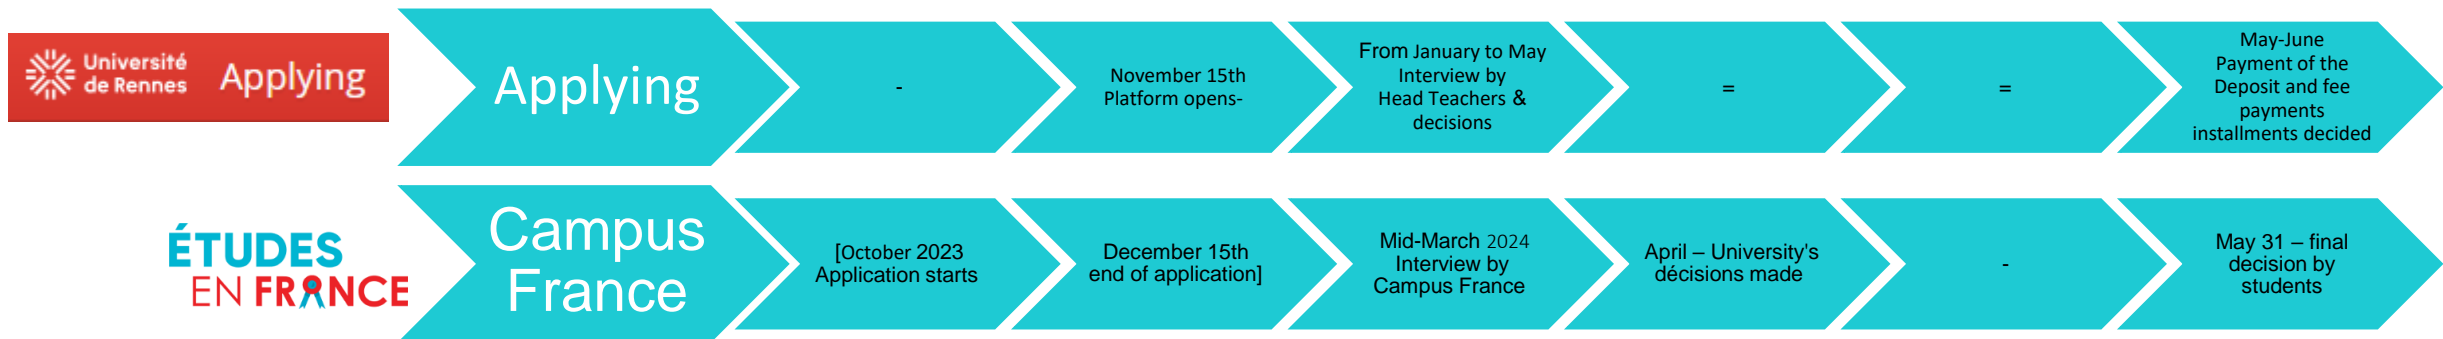 Université
de Rennes
Applying
Applying
-
November 15th
Platform opens-
From January to May
Interview by
Head Teachers &
decisions
=
=
May-June
Payment of the
Deposit and fee
payments
installments decided
ÉTUDES
EN FRANCE
Campus
France
[October 2023
Application starts
December 15th
end of application]
Mid-March 2024
Interview by
Campus France
April – University's
décisions made
-
May 31 – final
decision by
students